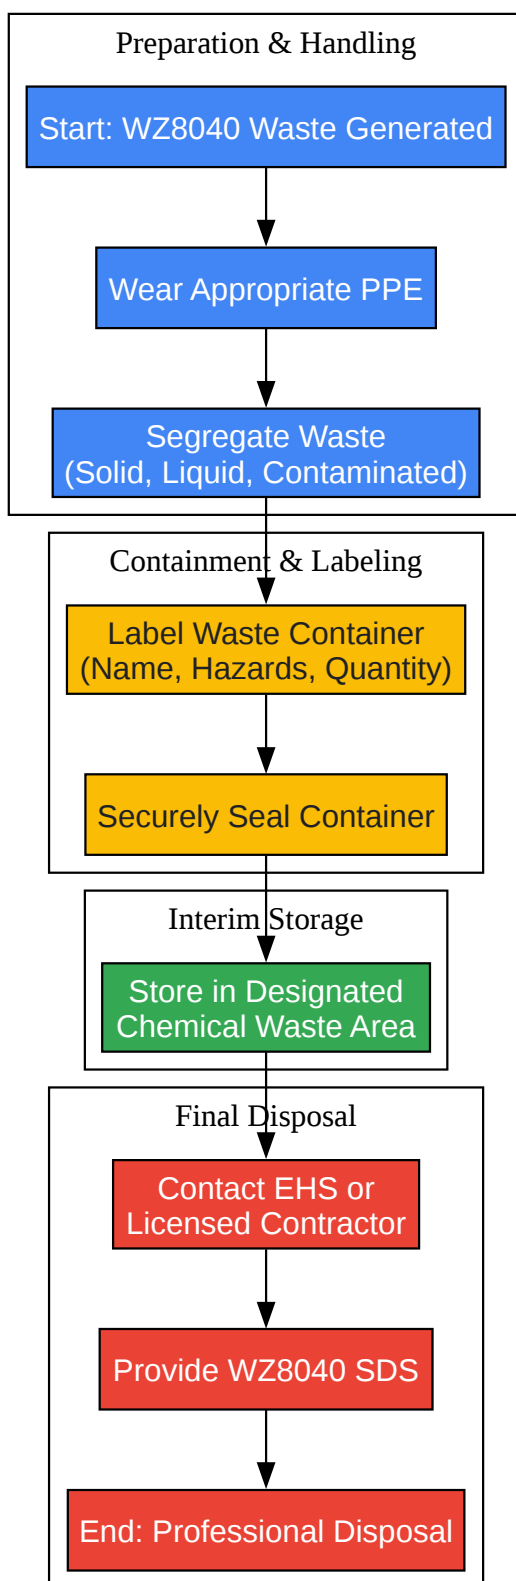 Preparation & Handling
Start: WZ8040 Waste Generated
Wear Appropriate PPE
Segregate Waste
(Solid, Liquid, Contaminated)
Containment & Labeling
Label Waste Container
(Name, Hazards, Quantity)
Securely Seal Container
Interim Storage
Store in Designated
Chemical Waste Area
Final Disposal
Contact EHS or
Licensed Contractor
Provide WZ8040 SDS
End: Professional Disposal